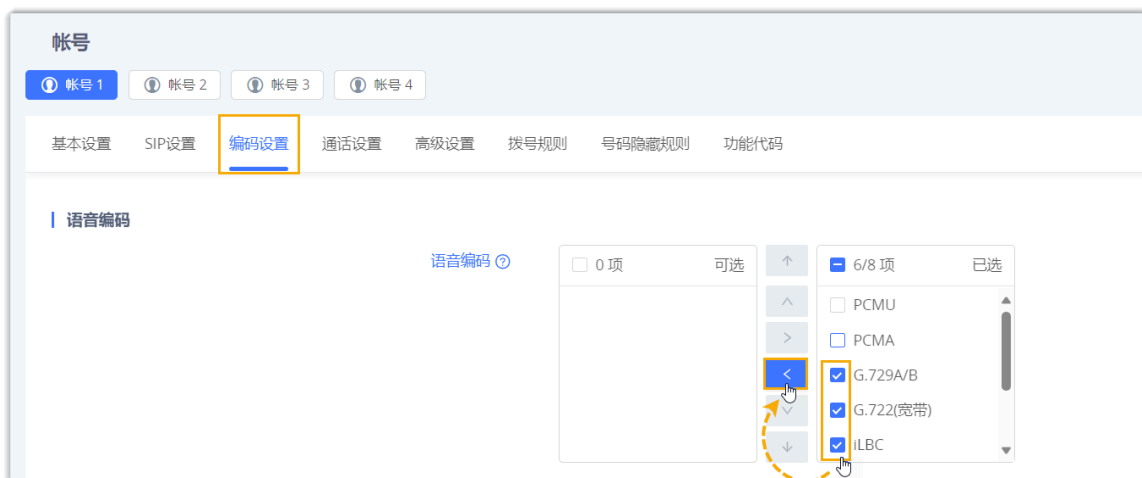 帐号
帐号 1 帐号 2 帐号 3 帐号 4
基本设置 SIP设置 编码设置 通话设置 高级设置 拨号规则 号码隐藏规则 功能代码
语音编码
语音编码 0 项 可选 6/8 项 已选
PCMU
PCMA
G.729A/B
G.722(宽带)
iLBC